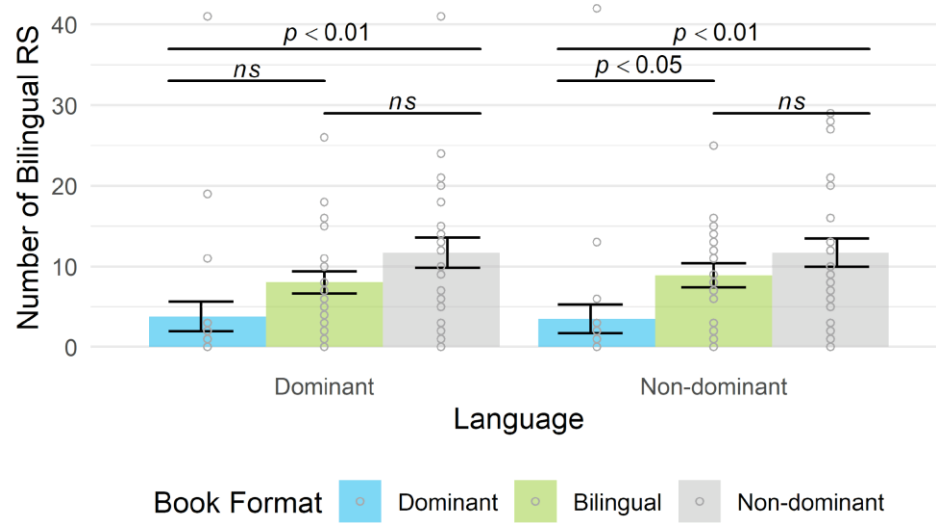 Number of Bilingual RS
40
30
20
10
0
p < 0.01
ns
ns
p < 0.01
p < 0.05
ns
Dominant
Non-dominant
Language
Book Format Dominant Bilingual Non-dominant